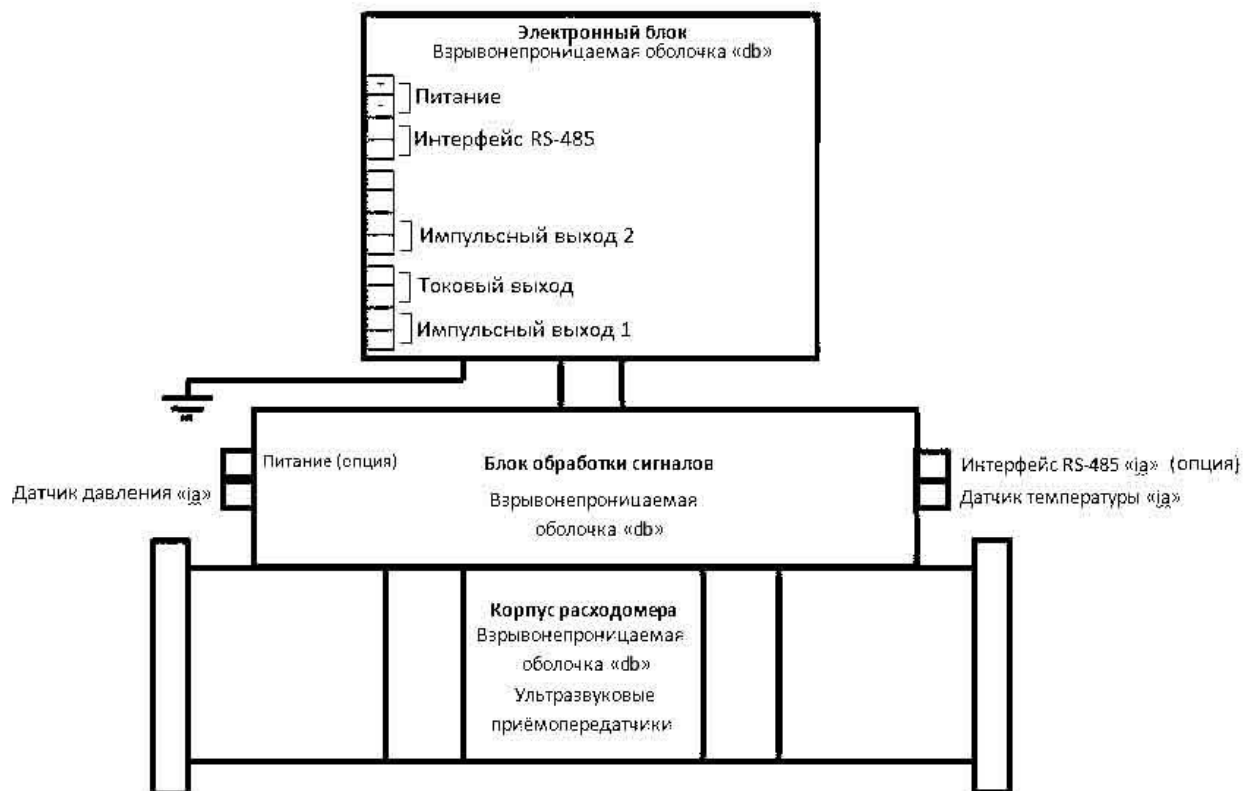 Электронный блок
Взрывонепроницаемая оболочка «db»
+
Питание
-
Интерфейс RS-485
Импульсный выход 2
Токовый выход
Импульсный выход 1
Питание (опция)
Датчик давления «ia»
Блок обработки сигналов
Взрывонепроницаемая
оболочка «db»
Интерфейс RS-485 «ia» (опция)
Датчик температуры «ia»
Корпус расходомера
Взрывонепроницаемая
оболочка «db»
Ультразвуковые
приёмопередатчики